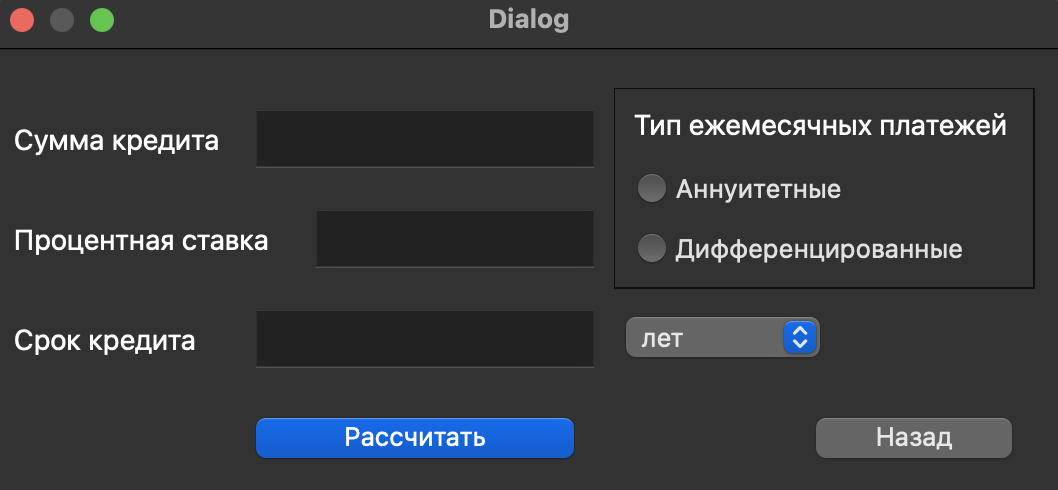 Dialog
Сумма кредита
Тип ежемесячных платежей
Аннуитетные
Процентная ставка
Дифференцированные
Срок кредита
лет
Рассчитать
Назад